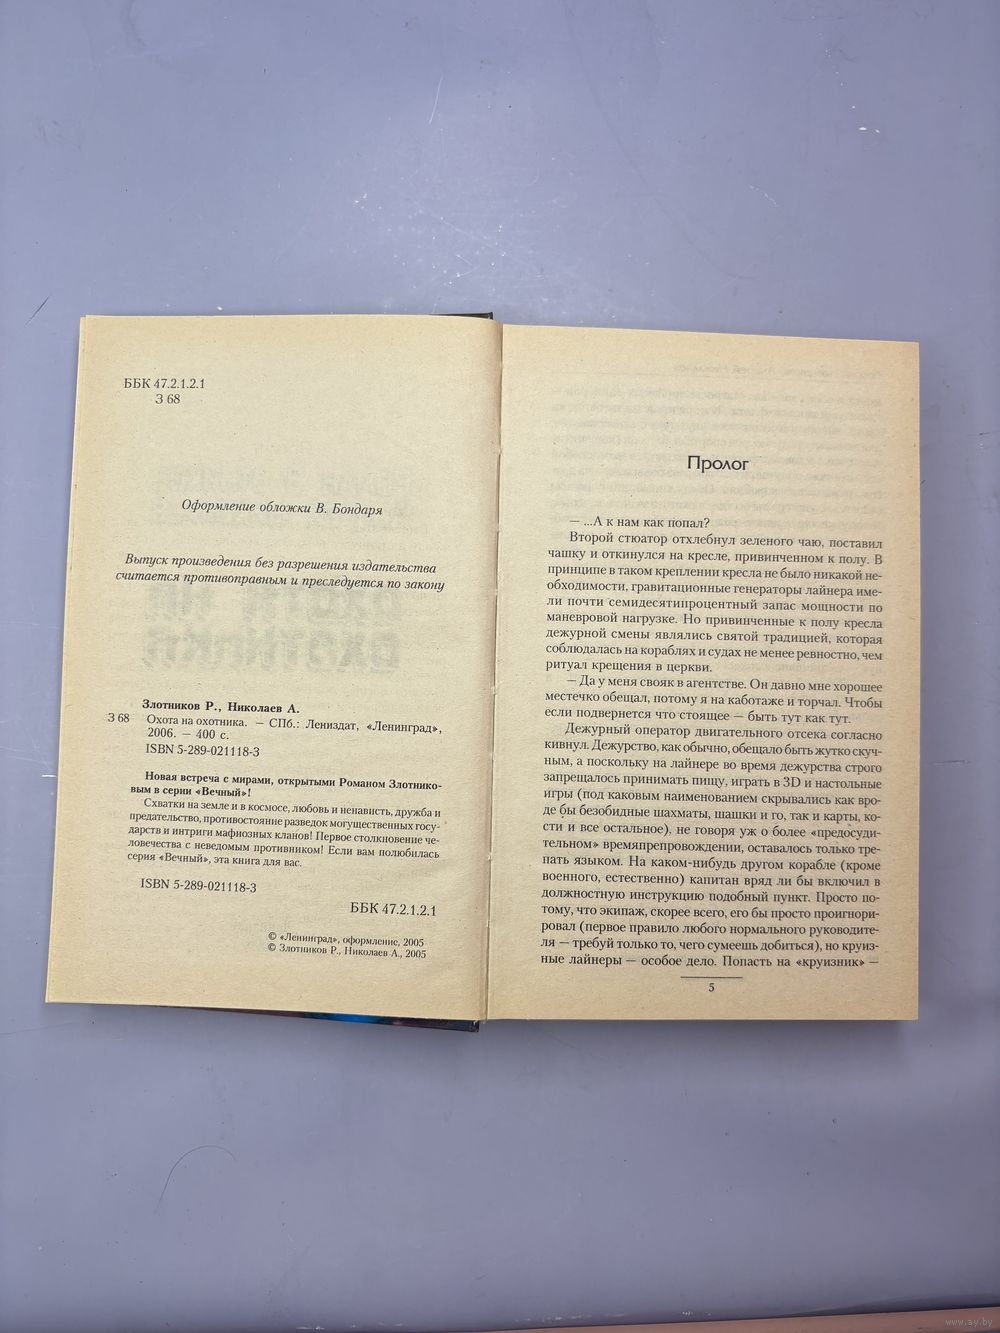 ББК 47.2.1.2.1
З 68
Оформление обложки В. Бондаря
Выпуск произведения без разрешения издательства
считается противоправным и преследуется по закону
Злотников Р., Николаев А.
З 68 Охота на охотника. — СПб.: Лениздат, «Ленинград»,
2006. — 400 с.
ISBN 5-289-021118-3
Новая встреча с мирами, открытыми Романом Злотнико-
вым в серии «Вечный»!
Схватки на земле и в космосе, любовь и ненависть, дружба и
предательство, противостояние разведок могущественных госу-
дарств и интриги мафиозных кланов! Первое столкновение че-
ловечества с неведомым противником! Если вам полюбилась
серия «Вечный», эта книга для вас.
ISBN 5-289-021118-3
ББК 47.2.1.2.1
© «Ленинград», оформление, 2005
© Злотников Р., Николаев А., 2005
Пролог
— ...А к нам как попал?
Второй стюатор отхлебнул зеленого чаю, поставил
чашку и откинулся на кресле, привинченном к полу. В
принципе в таком креплении кресла не было никакой не-
обходимости, гравитационные генераторы лайнера име-
ли почти семидесятипроцентный запас мощности по
маневровой нагрузке. Но привинченные к полу кресла
дежурной смены являлись святой традицией, которая
соблюдалась на кораблях и судах не менее ревностно, чем
ритуал крещения в церкви.
— Да у меня свояк в агентстве. Он давно мне хорошее
местечко обещал, потому я на каботаже и торчал. Чтобы
если подвернется что стоящее — быть тут как тут.
Дежурный оператор двигательного отсека согласно
кивнул. Дежурство, как обычно, обещало быть жутко скуч-
ным, а поскольку на лайнере во время дежурства строго
запрещалось принимать пищу, играть в 3D и настольные
игры (под каковым наименованием скрывались как вро-
де бы безобидные шахматы, шашки и го, так и карты, ко-
сти и все остальное), не говоря уж о более «предосуди-
тельном» времяпрепровождении, оставалось только тре-
пать языком. На каком-нибудь другом корабле (кроме
военного, естественно) капитан вряд ли бы включил в
должностную инструкцию подобный пункт. Просто по-
тому, что экипаж, скорее всего, его бы просто проигнори-
ровал (первое правило любого нормального руководите-
ля — требуй только то, чего сумеешь добиться), но круиз-
ные лайнеры — особое дело. Попасть на «круизник» —
5
www.ay.by